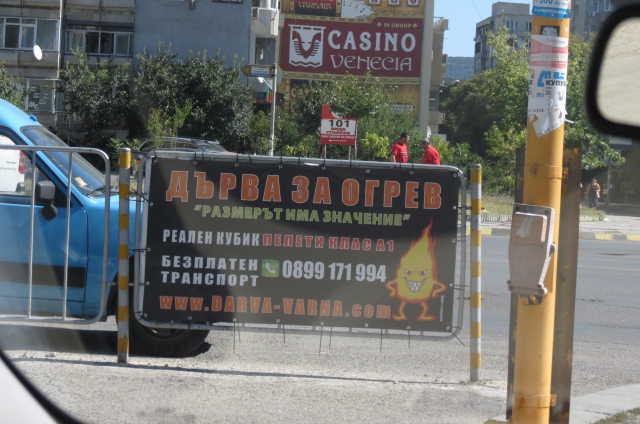 CASINO
VENECIA
101
ДЪРВА ЗА ОГРЕВ
"РАЗМЕРЪТ ИМА ЗНАЧЕНИЕ"
РЕАЛЕН КУБИК ПЕЛЕТИ КЛАС А1
БЕЗПЛАТЕН ТРАНСПОРТ 0899 171 994
www.DARVA-VARNA.com